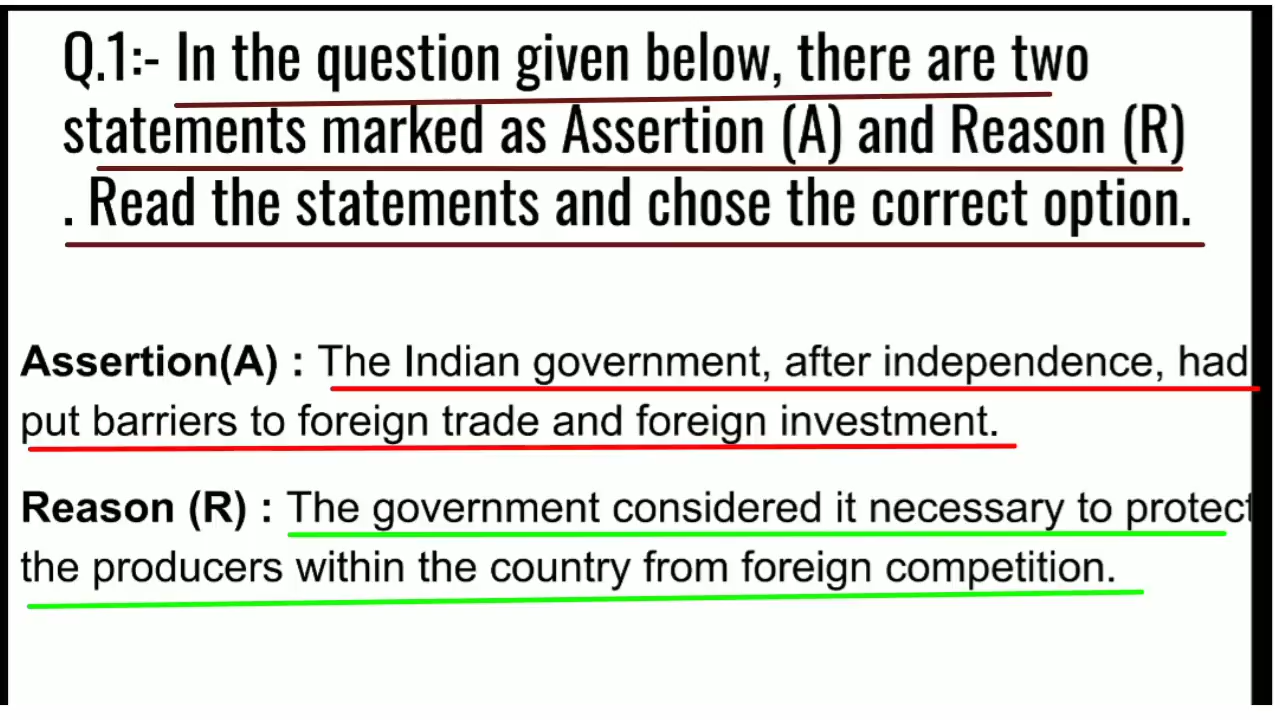 Q.1:- In the question given below, there are two
statements marked as Assertion (A) and Reason (R)
. Read the statements and chose the correct option.
Assertion(A) : The Indian government, after independence, had
put barriers to foreign trade and foreign investment.
Reason (R) : The government considered it necessary to protect
the producers within the country from foreign competition.